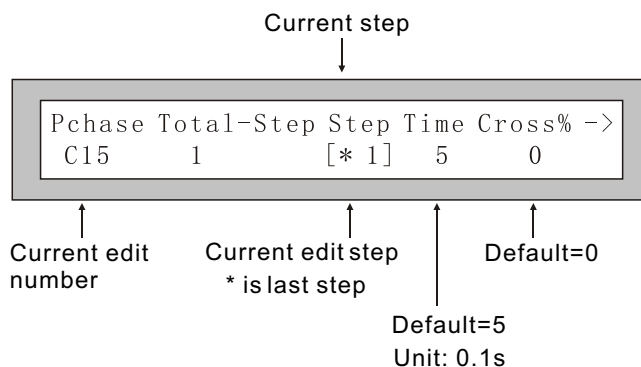 Current step
Pchase Total-Step Step Time Cross% ->
C15 1 [* 1] 5 0
Current edit number
Current edit step
* is last step
Default=0
Default=5
Unit: 0.1s